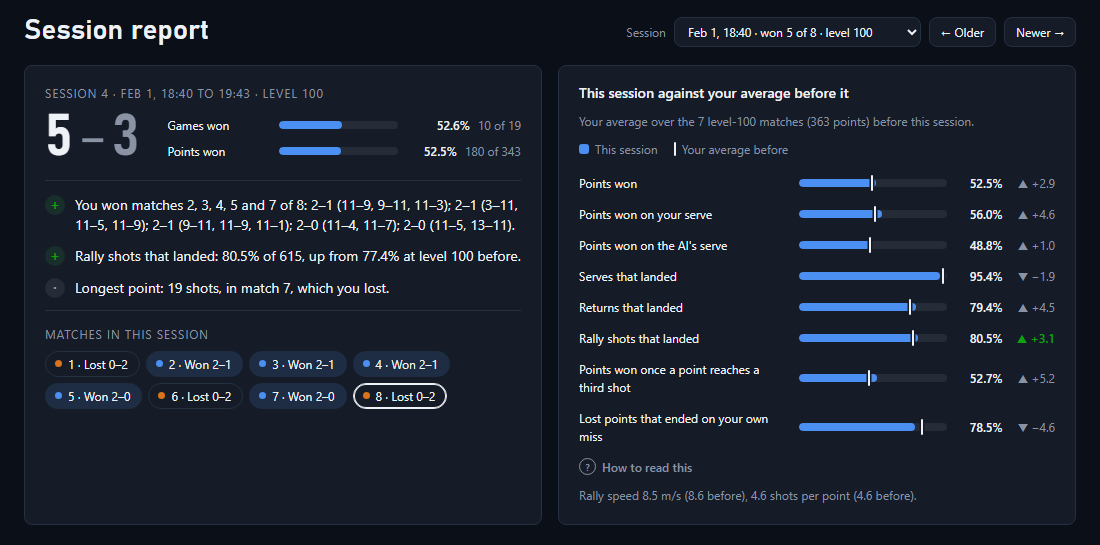 Session report
Session
Feb 1, 18:40 · won 5 of 8 · level 100
← Older
Newer →
SESSION 4 · FEB 1, 18:40 TO 19:43 · LEVEL 100
5 – 3
Games won 52.6% 10 of 19
Points won 52.5% 180 of 343
+ You won matches 2, 3, 4, 5 and 7 of 8: 2–1 (11–9, 9–11, 11–3); 2–1 (3–11,
11–5, 11–9); 2–1 (9–11, 11–9, 11–1); 2–0 (11–4, 11–7); 2–0 (11–5, 13–11).
+ Rally shots that landed: 80.5% of 615, up from 77.4% at level 100 before.
· Longest point: 19 shots, in match 7, which you lost.
MATCHES IN THIS SESSION
1 · Lost 0–2
2 · Won 2–1
3 · Won 2–1
4 · Won 2–1
5 · Won 2–0
6 · Lost 0–2
7 · Won 2–0
8 · Lost 0–2
This session against your average before it
Your average over the 7 level-100 matches (363 points) before this session.
This session
Your average before
Points won 52.5% ▲ +2.9
Points won on your serve 56.0% ▲ +4.6
Points won on the AI's serve 48.8% ▲ +1.0
Serves that landed 95.4% ▼ −1.9
Returns that landed 79.4% ▲ +4.5
Rally shots that landed 80.5% ▲ +3.1
Points won once a point reaches a
third shot 52.7% ▲ +5.2
Lost points that ended on your own
miss 78.5% ▼ −4.6
? How to read this
Rally speed 8.5 m/s (8.6 before), 4.6 shots per point (4.6 before).